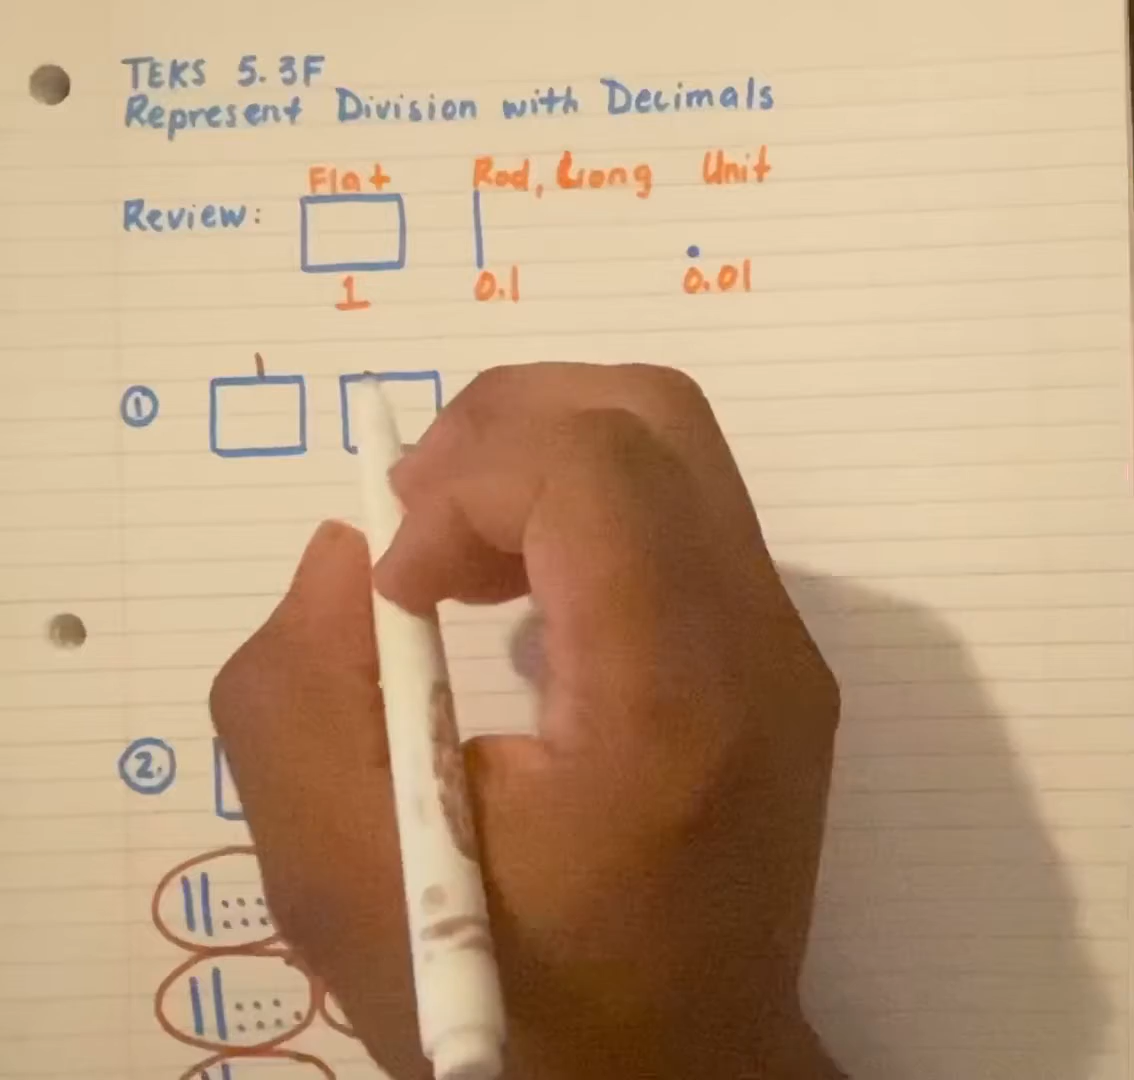 TEKS 5.3F
Represent Division with Decimals
Flat Rod, Long Unit
Review:
1 0.1 0.01
1
①
②.